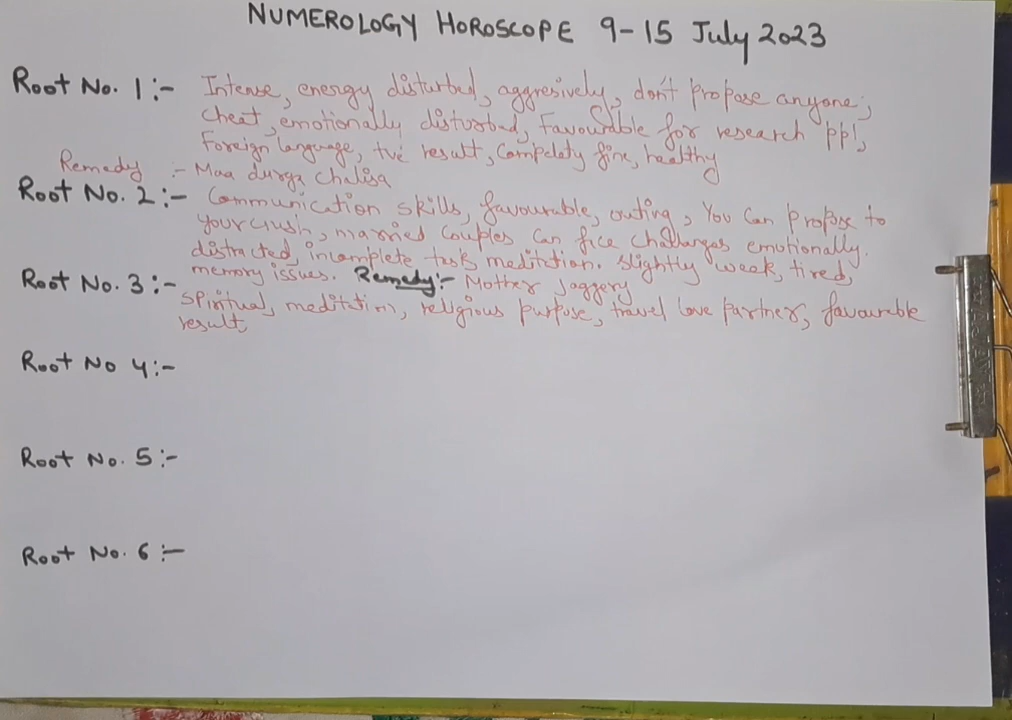 NUMEROLOGY HOROSCOPE 9-15 July 2023
Root No. 1 :- Intense, energy disturbed, aggresively, don't propose anyone,
cheat, emotionally disturbed, Favourable for research ppl,
Foreign language, +ve result, Completely fine, healthy
Remedy :- Maa durga Chalisa
Root No. 2 :- Communication skills, favourable, outing, You Can propose to
your crush, married couples Can face challanges emotionally.
distracted, incomplete task, meditation. slightly weak, tired,
memory issues. Remedy :- Mother Jaggery
Root No. 3 :- spiritual, meditation, religious purpose, travel love partner, favourable
result,
Root No 4 :-
Root No. 5 :-
Root No. 6 :-